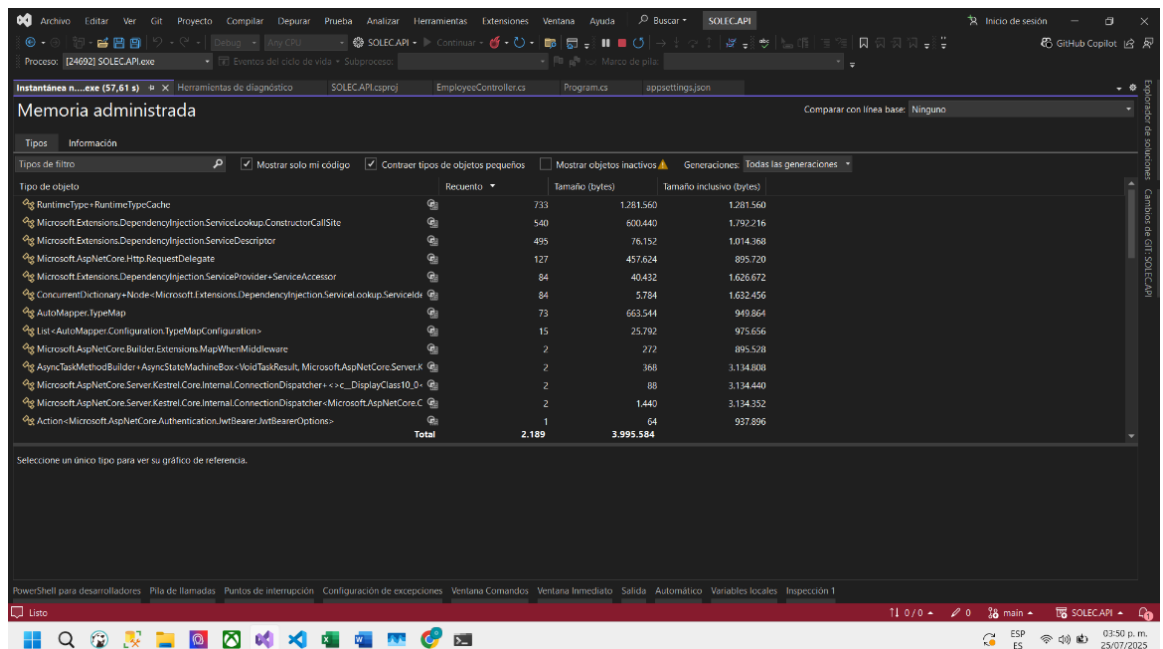 Archivo Editar Ver Git Proyecto Compilar Depurar Prueba Analizar Herramientas Extensiones Ventana Ayuda Buscar SOLEC.API Inicio de sesión
Debug Any CPU SOLEC.API Continuar GitHub Copilot
Proceso: [24692] SOLEC.API.exe Eventos del ciclo de vida Subproceso: Marco de pila:
Instantánea n....exe (57,61 s) Herramientas de diagnóstico SOLEC.API.csproj EmployeeController.cs Program.cs appsettings.json
Memoria administrada Comparar con línea base: Ninguno
Tipos Información
Tipos de filtro Mostrar solo mi código Contraer tipos de objetos pequeños Mostrar objetos inactivos Generaciones: Todas las generaciones
Tipo de objeto Recuento Tamaño (bytes) Tamaño inclusivo (bytes)
RuntimeType+RuntimeTypeCache 733 1.281.560 1.281.560
Microsoft.Extensions.DependencyInjection.ServiceLookup.ConstructorCallSite 540 600.440 1.792.216
Microsoft.Extensions.DependencyInjection.ServiceDescriptor 495 76.152 1.014.368
Microsoft.AspNetCore.Http.RequestDelegate 127 457.624 895.720
Microsoft.Extensions.DependencyInjection.ServiceProvider+ServiceAccessor 84 40.432 1.626.672
ConcurrentDictionary+Node<Microsoft.Extensions.DependencyInjection.ServiceLookup.ServiceIde 84 5.784 1.632.456
AutoMapper.TypeMap 73 663.544 949.864
List<AutoMapper.Configuration.TypeMapConfiguration> 15 25.792 975.656
Microsoft.AspNetCore.Builder.Extensions.MapWhenMiddleware 2 272 895.528
AsyncTaskMethodBuilder+AsyncStateMachineBox<VoidTaskResult, Microsoft.AspNetCore.Server.K 2 368 3.134.808
Microsoft.AspNetCore.Server.Kestrel.Core.Internal.ConnectionDispatcher+<>c__DisplayClass10_0+ 2 88 3.134.440
Microsoft.AspNetCore.Server.Kestrel.Core.Internal.ConnectionDispatcher<Microsoft.AspNetCore.C 2 1.440 3.134.352
Action<Microsoft.AspNetCore.Authentication.JwtBearer.JwtBearerOptions> 1 64 937.896
Total 2.189 3.995.584
Seleccione un único tipo para ver su gráfico de referencia.
Explorador de soluciones
Cambios de GIT: SOLEC.API
PowerShell para desarrolladores Pila de llamadas Puntos de interrupción Configuración de excepciones Ventana Comandos Ventana Inmediato Salida Automático Variables locales Inspección 1
Listo 0 / 0 0 main SOLEC.API
ESP 03:50 p. m.
ES 25/07/2025